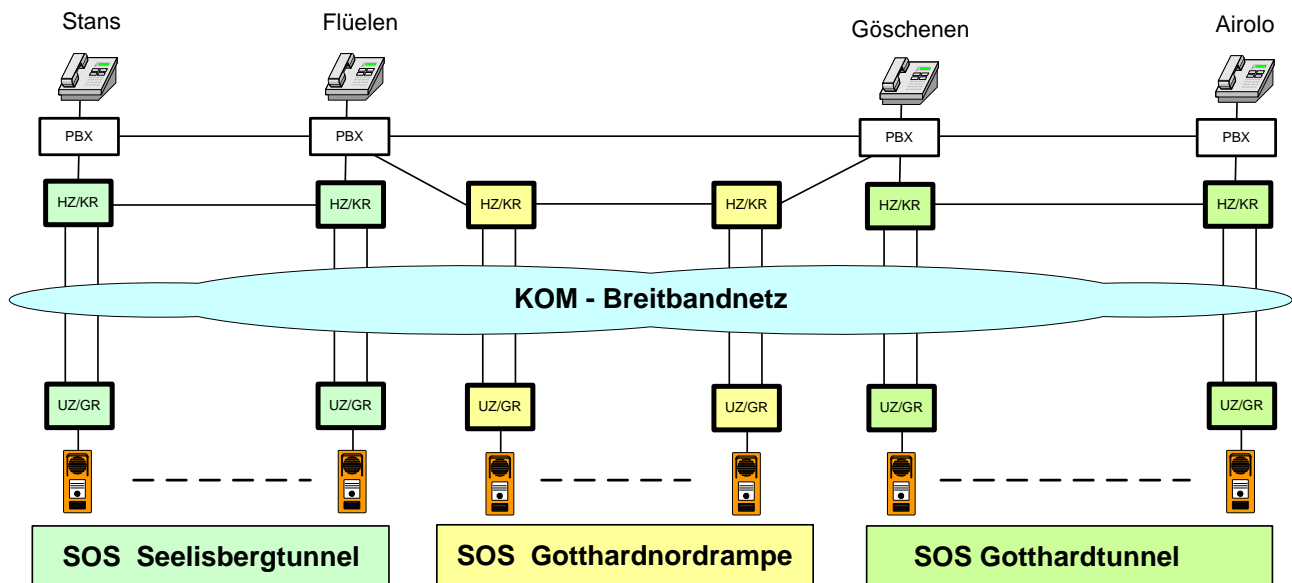 Stans Flüelen Göschenen Airolo
PBX PBX PBX PBX
HZ/KR HZ/KR HZ/KR HZ/KR HZ/KR HZ/KR
KOM - Breitbandnetz
UZ/GR UZ/GR UZ/GR UZ/GR UZ/GR UZ/GR
SOS Seelisbergtunnel SOS Gotthardnordrampe SOS Gotthardtunnel